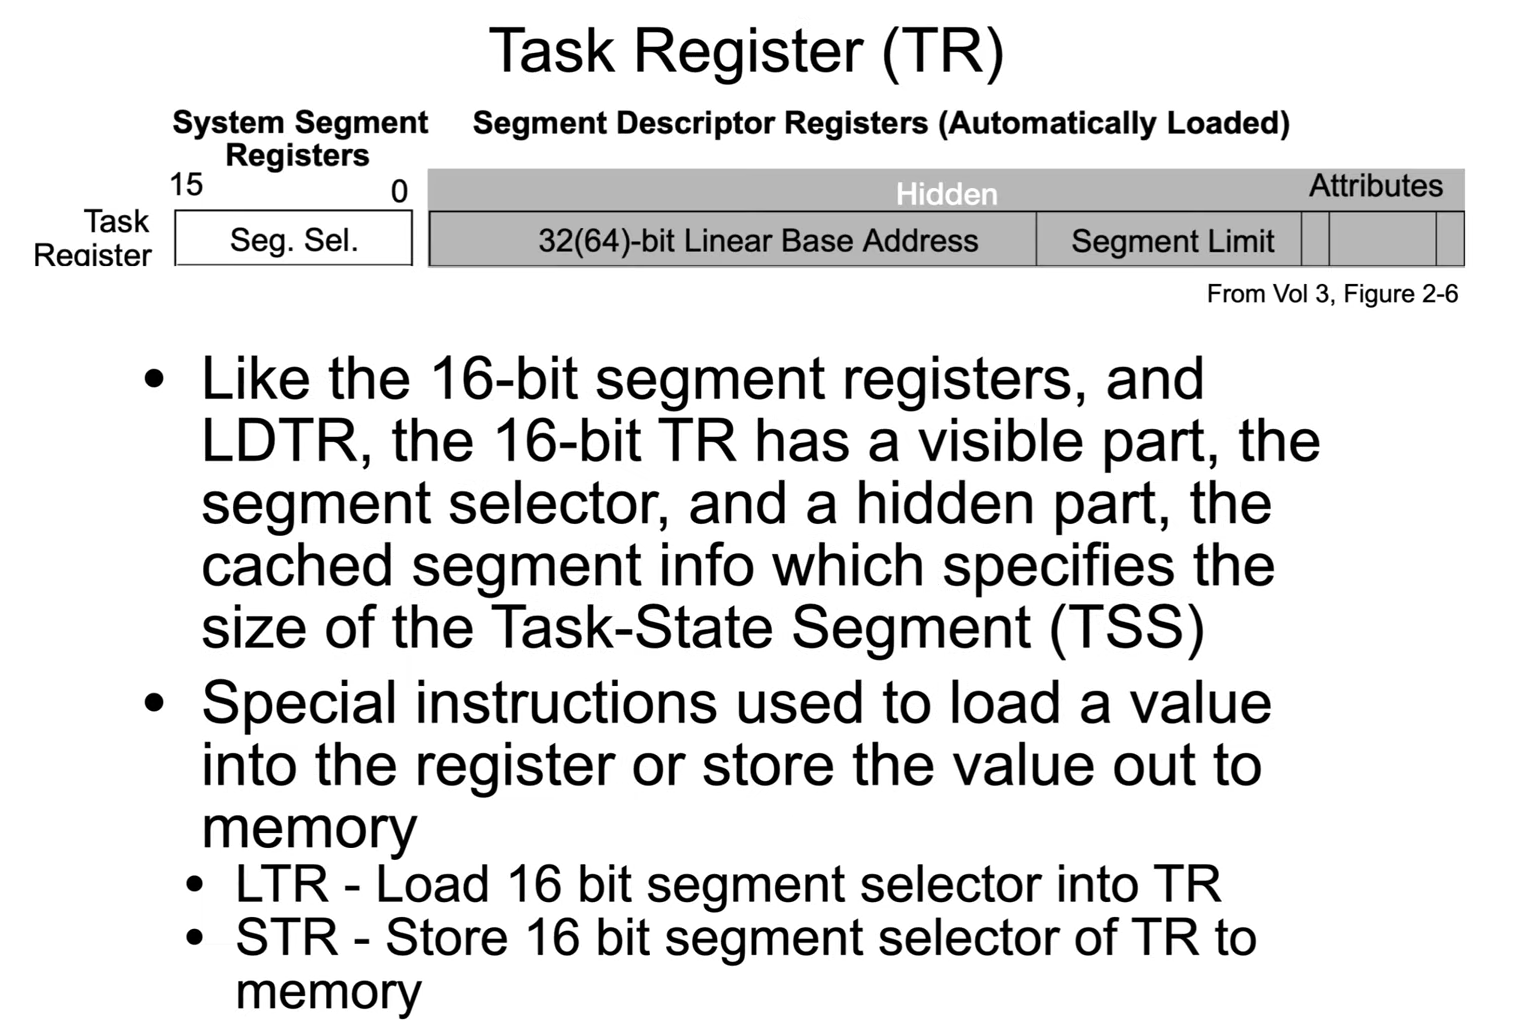 Task Register (TR)
System Segment
Registers
Segment Descriptor Registers (Automatically Loaded)
15
0
Hidden
Attributes
Task
Register
Seg. Sel.
32(64)-bit Linear Base Address
Segment Limit
From Vol 3, Figure 2-6
• Like the 16-bit segment registers, and
LDTR, the 16-bit TR has a visible part, the
segment selector, and a hidden part, the
cached segment info which specifies the
size of the Task-State Segment (TSS)
• Special instructions used to load a value
into the register or store the value out to
memory
• LTR - Load 16 bit segment selector into TR
• STR - Store 16 bit segment selector of TR to
memory